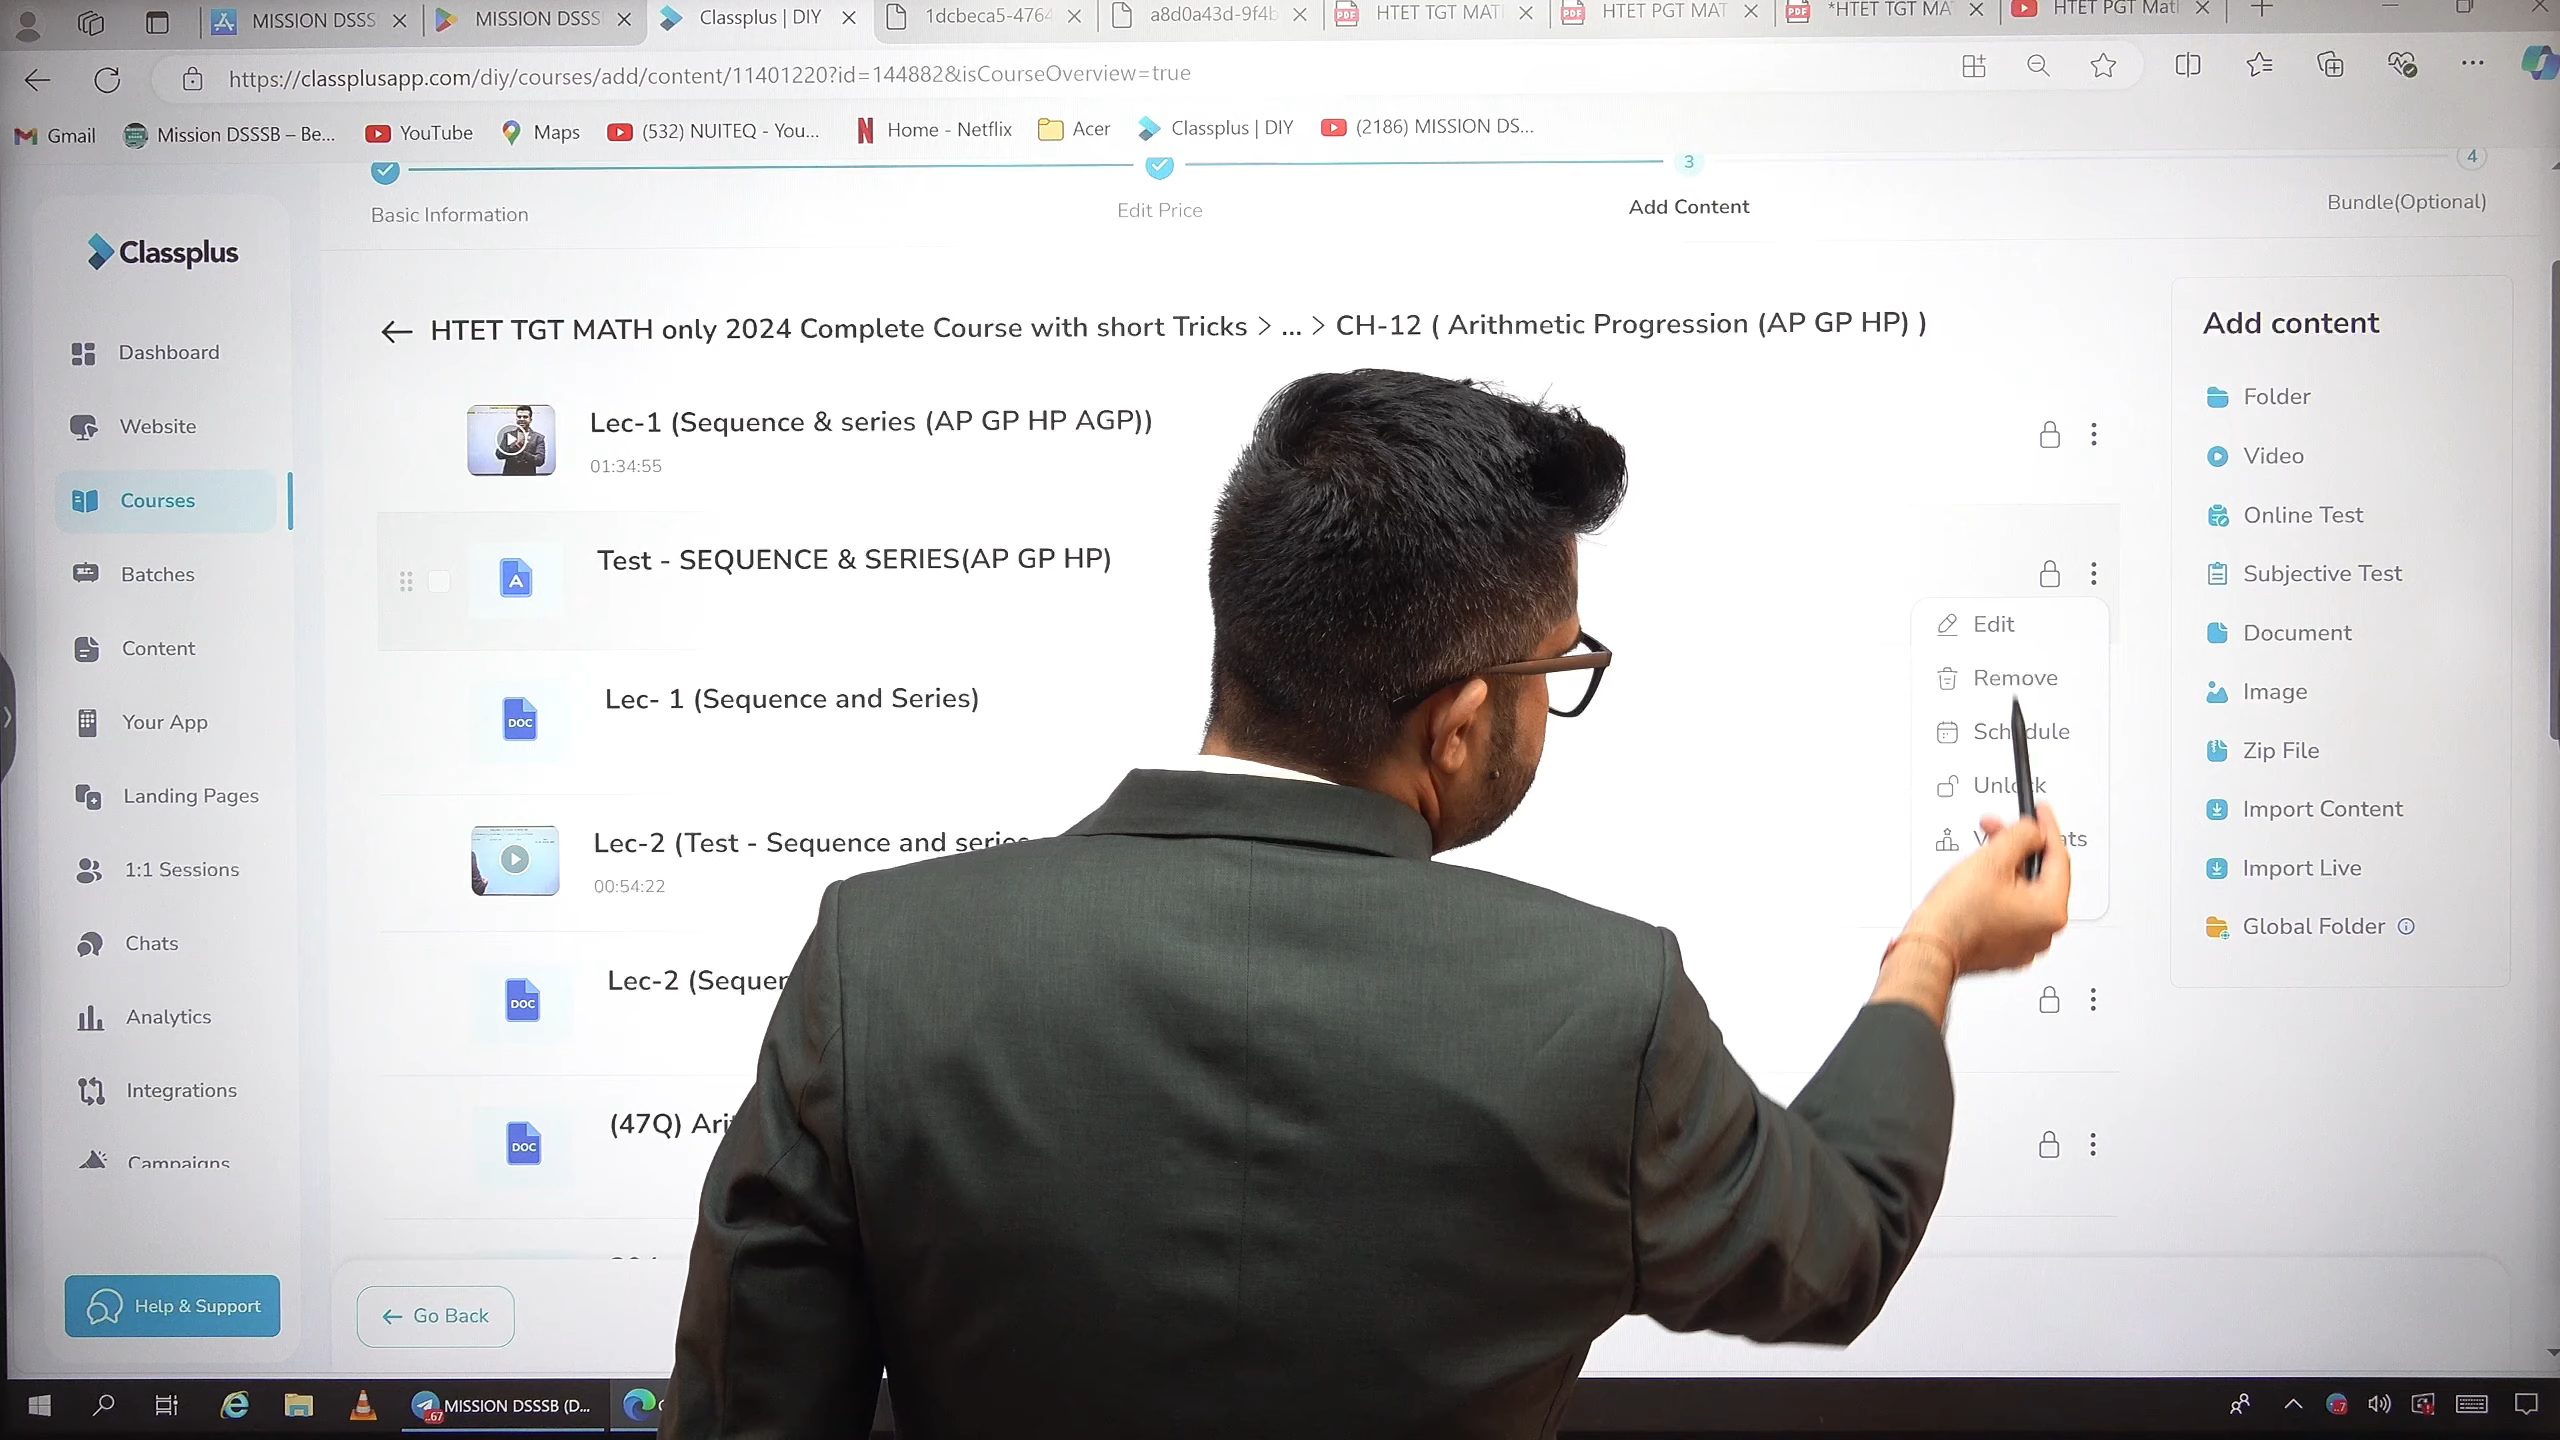 MISSION DSSS
MISSION DSSS
Classplus | DIY
1dcbeca5-4764
a8d0a43d-9f4b
HTET TGT MAT
HTET PGT MAT
*HTET TGT MA
HTET PGT Mat
https://classplusapp.com/diy/courses/add/content/11401220?id=144882&isCourseOverview=true
Gmail
Mission DSSSB – Be...
YouTube
Maps
(532) NUITEQ - You...
Home - Netflix
Acer
Classplus | DIY
(2186) MISSION DS...
3
4
Basic Information
Edit Price
Add Content
Bundle(Optional)
Classplus
Dashboard
Website
Courses
Batches
Content
Your App
Landing Pages
1:1 Sessions
Chats
Analytics
Integrations
Campaigns
Help & Support
HTET TGT MATH only 2024 Complete Course with short Tricks > ... > CH-12 ( Arithmetic Progression (AP GP HP) )
Lec-1 (Sequence & series (AP GP HP AGP))
01:34:55
A
Test - SEQUENCE & SERIES(AP GP HP)
DOC
Lec- 1 (Sequence and Series)
Lec-2 (Test - Sequence and series
00:54:22
DOC
Lec-2 (Sequen
DOC
(47Q) Ari
Go Back
Edit
Remove
Schedule
Unlock
Add content
Folder
Video
Online Test
Subjective Test
Document
Image
Zip File
Import Content
Import Live
Global Folder
MISSION DSSSB (D...
..67